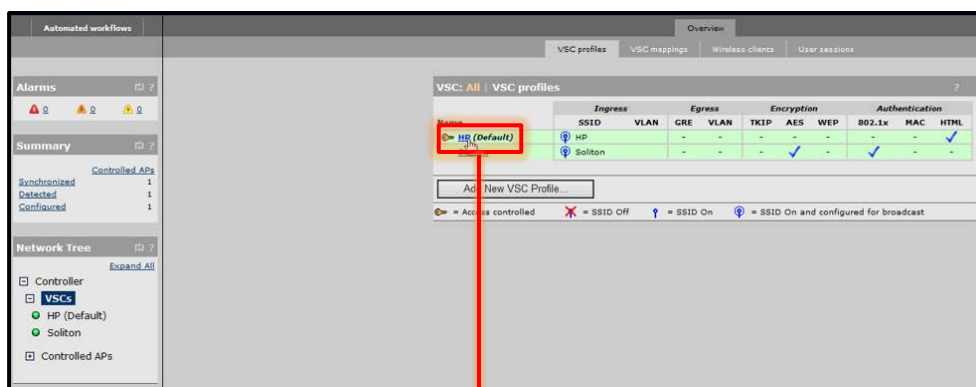 Automated workflows
Overview
VSC profiles VSC mappings Wireless clients User sessions
Alarms
0 0 0
VSC: All | VSC profiles ?
Ingress Egress Encryption Authentication
Name SSID VLAN GRE VLAN TKIP AES WEP 802.1x MAC HTML
HP (Default) HP - - - - - - - ✓
Soliton - - - ✓ - ✓ - -
Summary
Controlled APs
Synchronized 1
Detected 1
Configured 1
Add New VSC Profile...
= Access controlled = SSID Off = SSID On = SSID On and configured for broadcast
Network Tree
Expand All
Controller
VSCs
HP (Default)
Soliton
Controlled APs